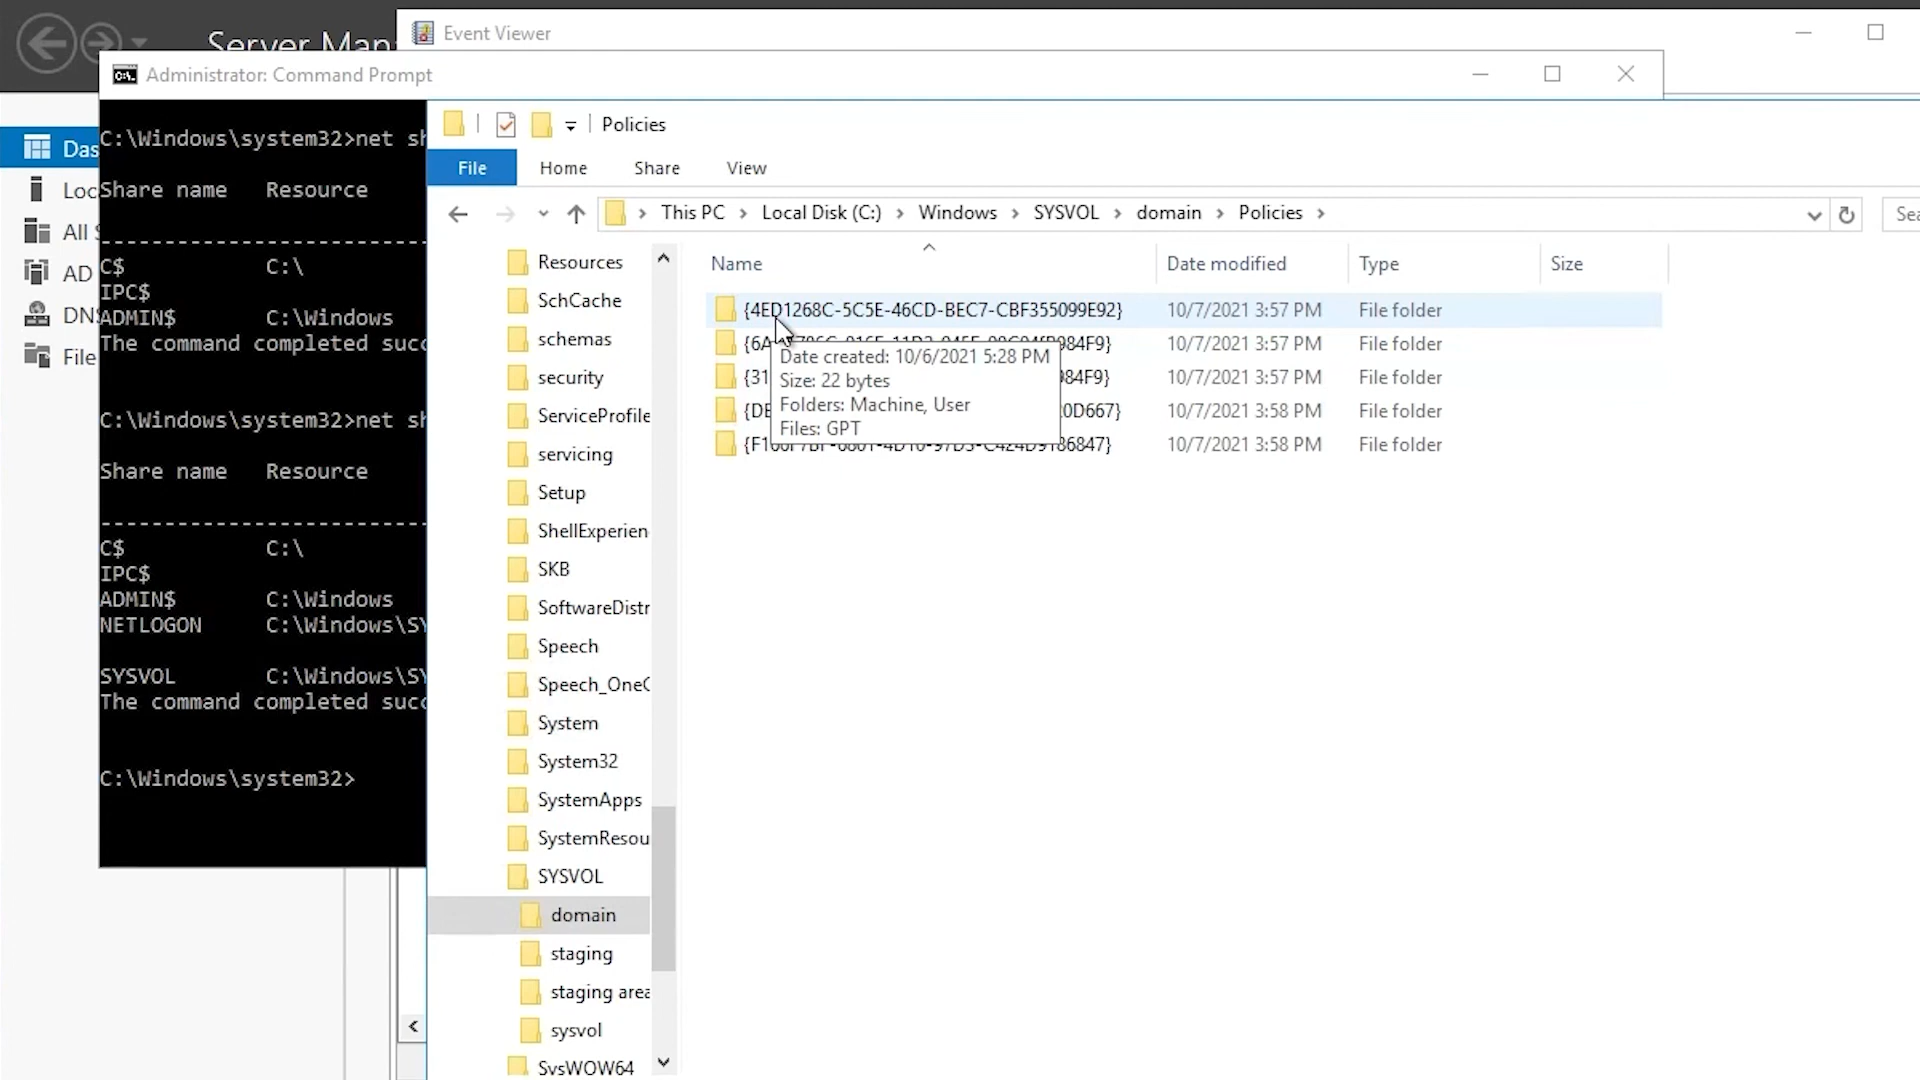 Server Man
Event Viewer
Administrator: Command Prompt
Das
Loc
All S
AD
DNS
File
C:\Windows\system32>net sh
Share name Resource
-------------------------------
C$ C:\
IPC$
ADMIN$ C:\Windows
The command completed succ
C:\Windows\system32>net sh
Share name Resource
-------------------------------
C$ C:\
IPC$
ADMIN$ C:\Windows
NETLOGON C:\Windows\SY
SYSVOL C:\Windows\SY
The command completed succ
C:\Windows\system32>
Policies
File Home Share View
This PC > Local Disk (C:) > Windows > SYSVOL > domain > Policies >
Sea
Resources
SchCache
schemas
security
ServiceProfile
servicing
Setup
ShellExperien
SKB
SoftwareDistr
Speech
Speech_OneC
System
System32
SystemApps
SystemResou
SYSVOL
domain
staging
staging area
sysvol
SysWOW64
Name Date modified Type Size
{4ED1268C-5C5E-46CD-BEC7-CBF355099E92} 10/7/2021 3:57 PM File folder
{6A 984F9} 10/7/2021 3:57 PM File folder
{31 984F9} 10/7/2021 3:57 PM File folder
{DE 0D667} 10/7/2021 3:58 PM File folder
86847} 10/7/2021 3:58 PM File folder
Date created: 10/6/2021 5:28 PM
Size: 22 bytes
Folders: Machine, User
Files: GPT